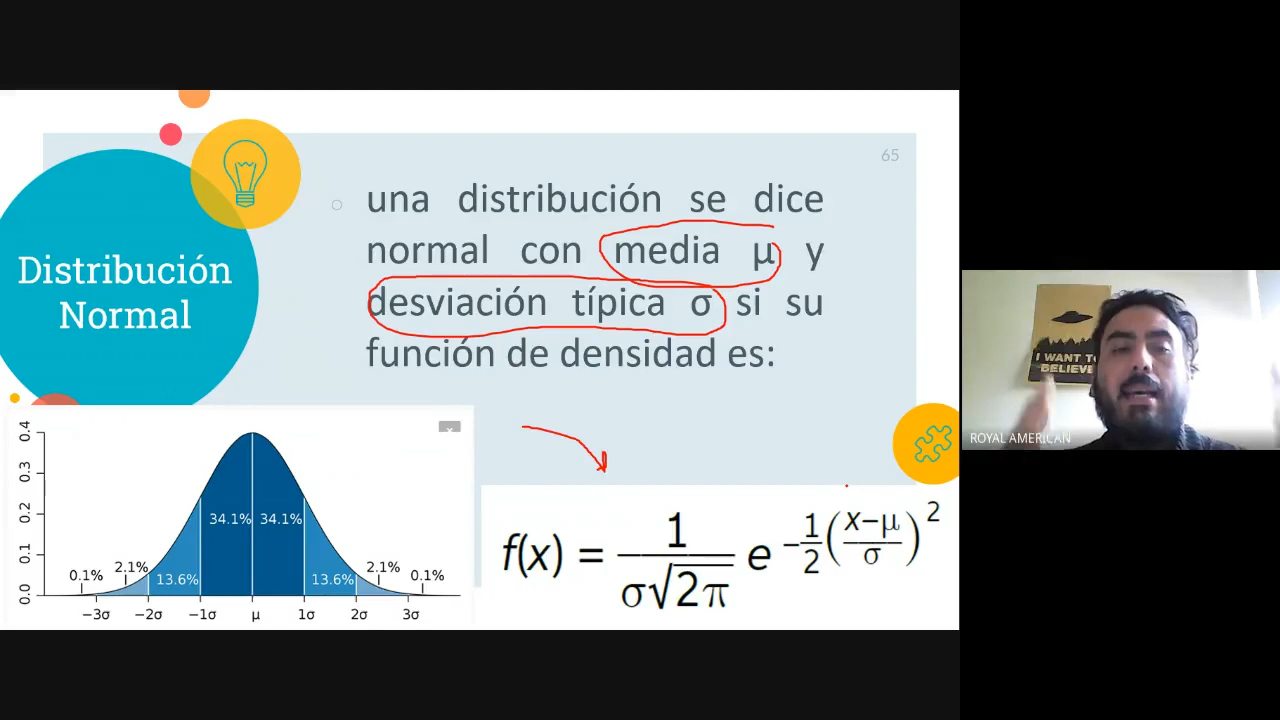 65
una distribución se dice
normal con media μ y
desviación típica σ si su
función de densidad es:
Distribución
Normal
0.4
0.3
0.2
0.1
0.0
34.1% 34.1%
0.1% 2.1% 13.6% 13.6% 2.1% 0.1%
−3σ −2σ −1σ μ 1σ 2σ 3σ
x
f(x) = 1/(σ√2π) e^(−1/2((x−μ)/σ)^2)
I WANT TO
BELIEVE
ROYAL AMERICAN